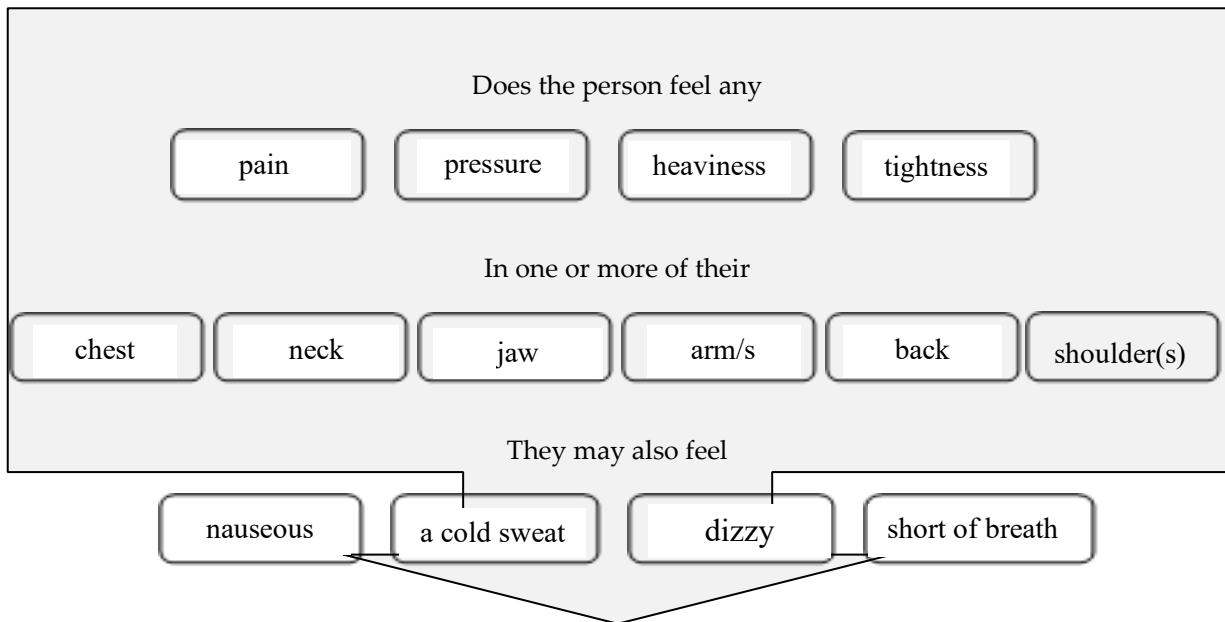 Does the person feel any
pain pressure heaviness tightness
In one or more of their
chest neck jaw arm/s back shoulder(s)
They may also feel
nauseous a cold sweat dizzy short of breath